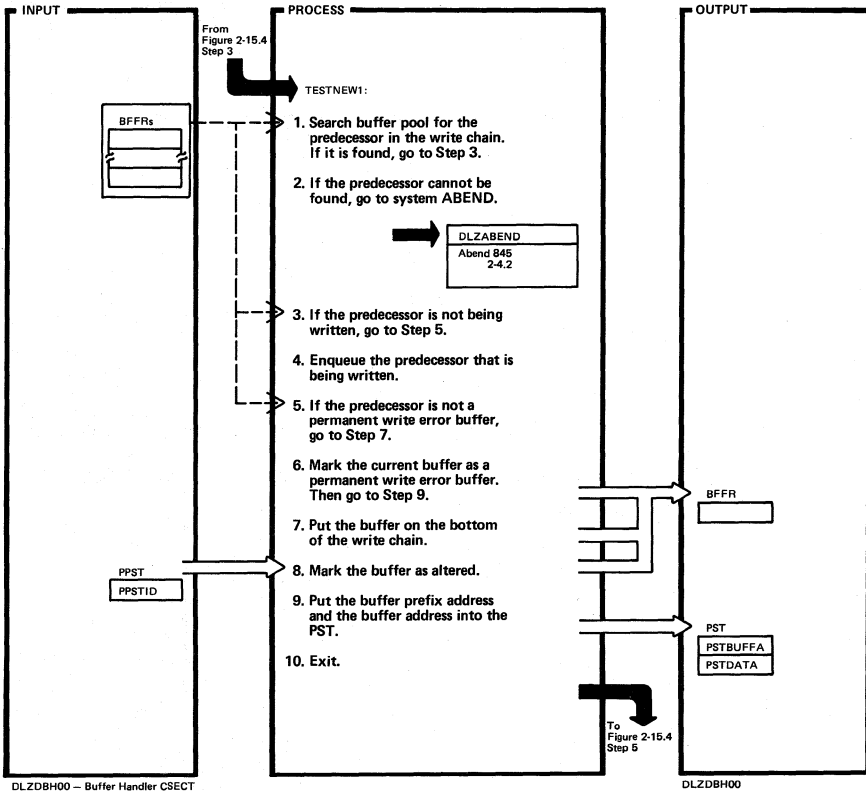 INPUT
PROCESS
OUTPUT
From
Figure 2-15.4
Step 3
TESTNEW1:
BFFRs
1. Search buffer pool for the
predecessor in the write chain.
If it is found, go to Step 3.
2. If the predecessor cannot be
found, go to system ABEND.
DLZABEND
Abend 845
2-4.2
3. If the predecessor is not being
written, go to Step 5.
4. Enqueue the predecessor that is
being written.
5. If the predecessor is not a
permanent write error buffer,
go to Step 7.
6. Mark the current buffer as a
permanent write error buffer.
Then go to Step 9.
BFFR
7. Put the buffer on the bottom
of the write chain.
PPST
PPSTID
8. Mark the buffer as altered.
9. Put the buffer prefix address
and the buffer address into the
PST.
PST
PSTBUFFA
PSTDATA
10. Exit.
To
Figure 2-15.4
Step 5
DLZDBH00 – Buffer Handler CSECT
DLZDBH00